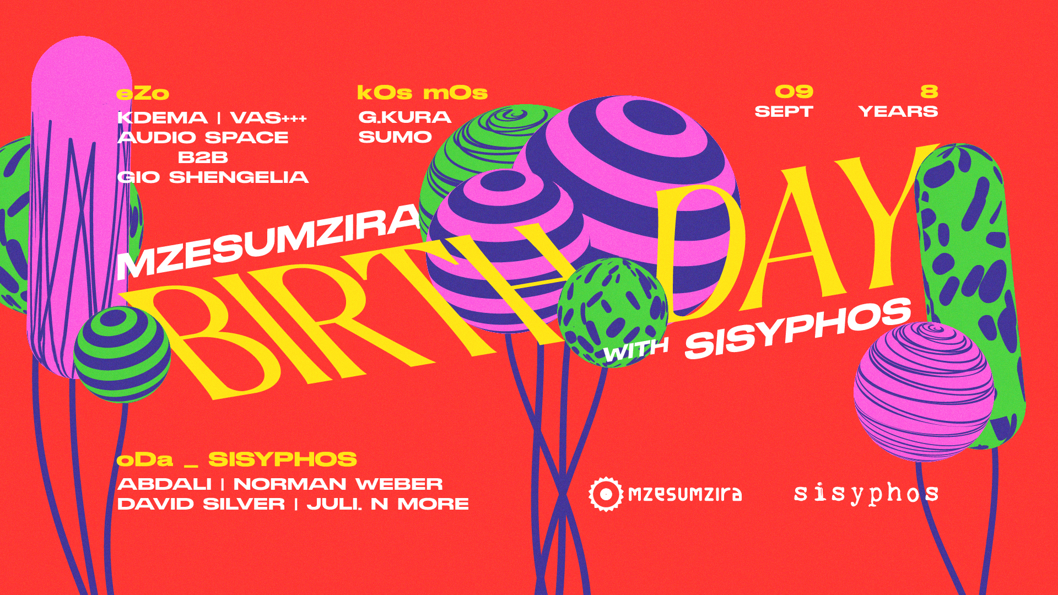 eZo
KDEMA | VAS+++
AUDIO SPACE
B2B
GIO SHENGELIA
kOs mOs
G.KURA
SUMO
09
SEPT
8
YEARS
MZESUMZIRA
BIRTHDAY
WITH SISYPHOS
oDa _ SISYPHOS
ABDALI | NORMAN WEBER
DAVID SILVER | JULI. N MORE
mzesumzira
sisyphos